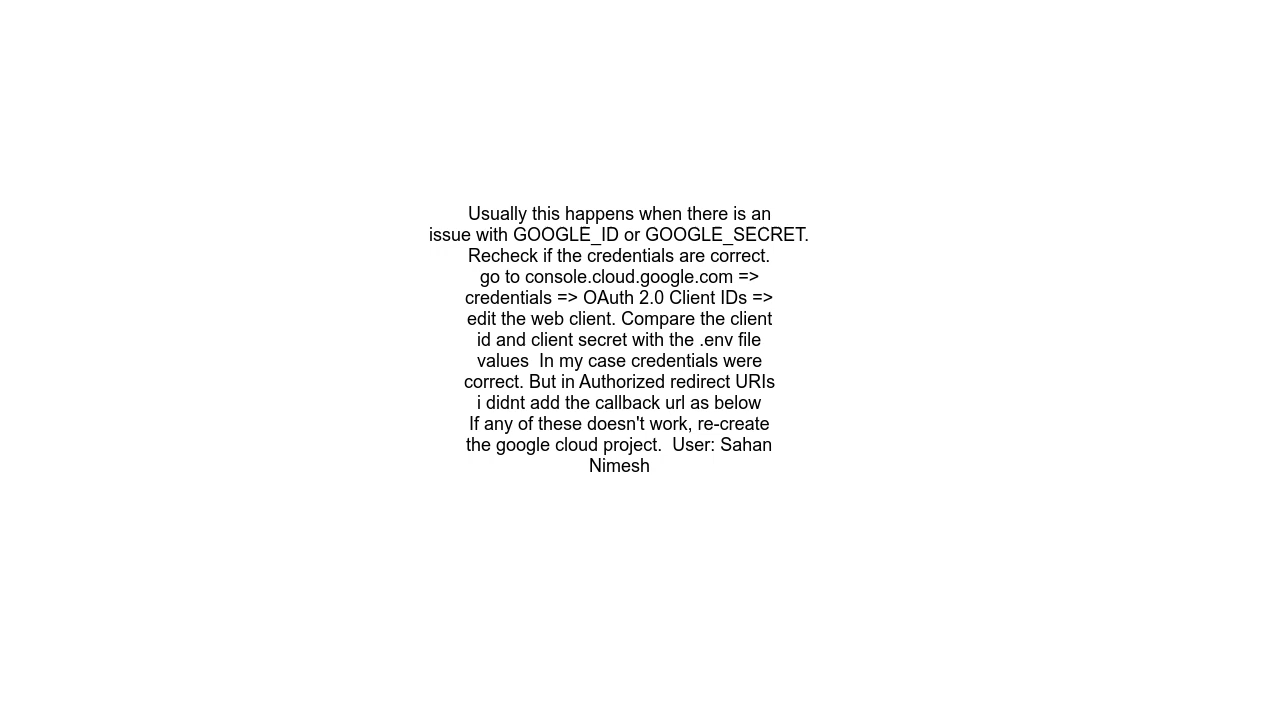 Usually this happens when there is an
issue with GOOGLE_ID or GOOGLE_SECRET.
Recheck if the credentials are correct.
go to console.cloud.google.com =>
credentials => OAuth 2.0 Client IDs =>
edit the web client. Compare the client
id and client secret with the .env file
values  In my case credentials were
correct. But in Authorized redirect URIs
i didnt add the callback url as below
If any of these doesn't work, re-create
the google cloud project.  User: Sahan
Nimesh